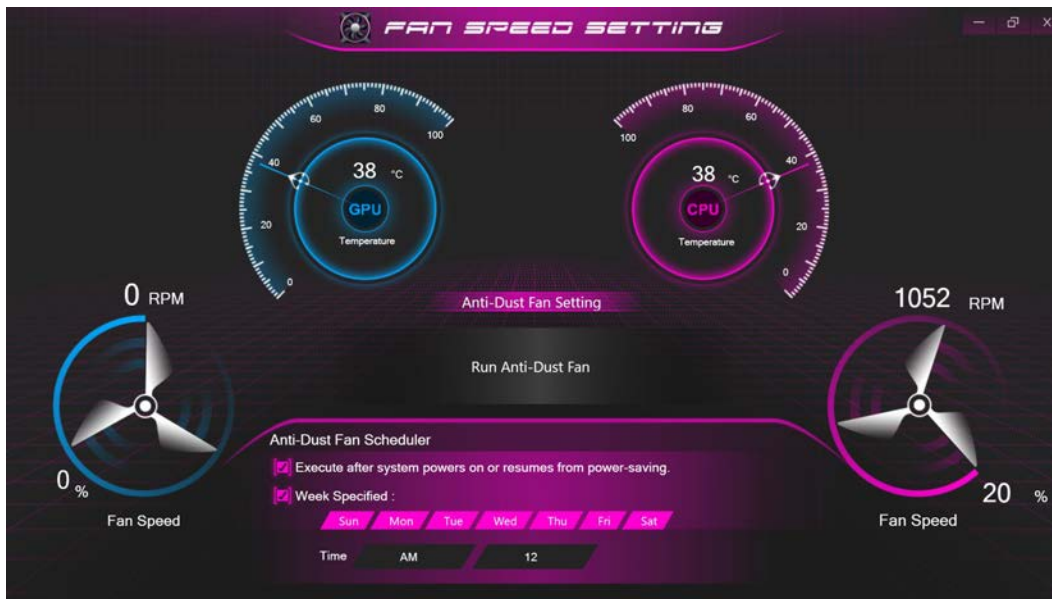 FAN SPEED SETTING
60 80 100
40
20
0
38 °C
GPU
Temperature
100 80 60
40
20
0
38 °C
CPU
Temperature
0 RPM
0 %
Fan Speed
1052 RPM
20 %
Fan Speed
Anti-Dust Fan Setting
Run Anti-Dust Fan
Anti-Dust Fan Scheduler
Execute after system powers on or resumes from power-saving.
Week Specified :
Sun Mon Tue Wed Thu Fri Sat
Time AM 12